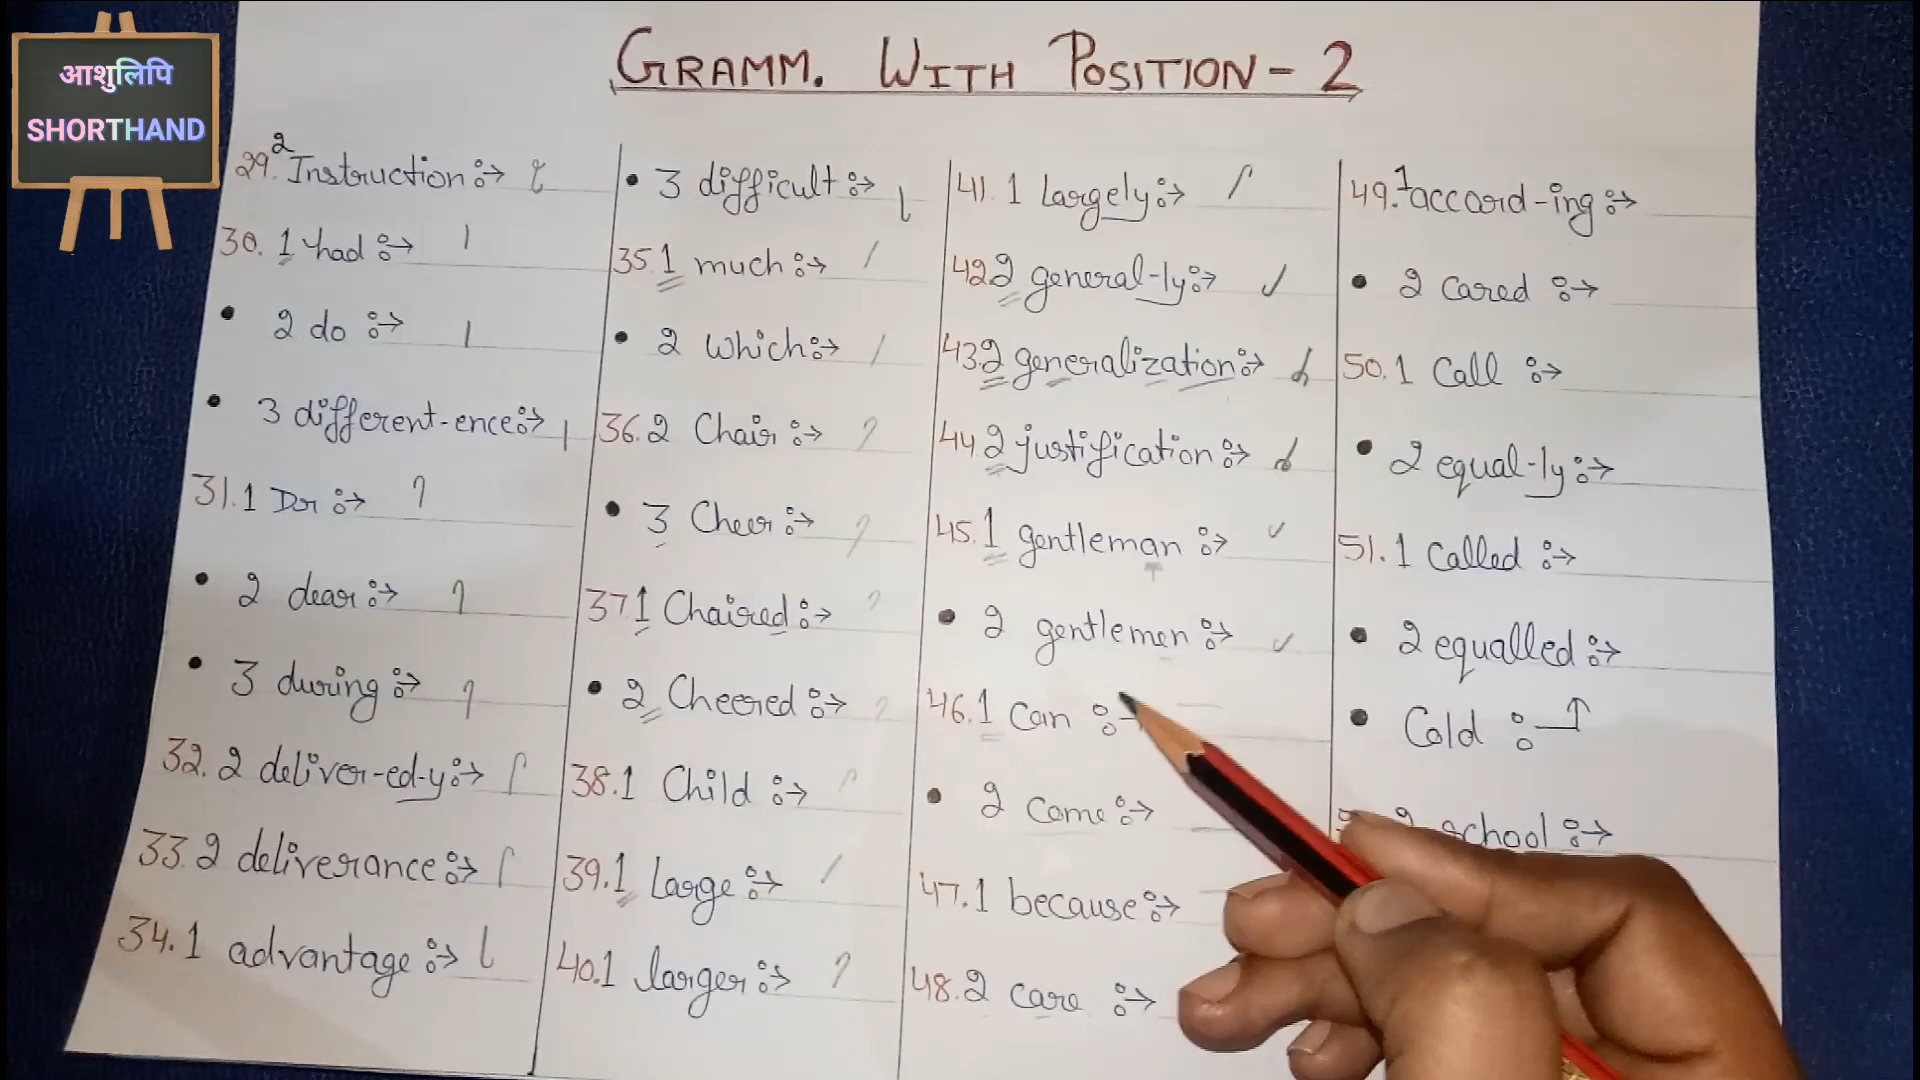 आशुलिपि
SHORTHAND
GRAMM. WITH POSITION - 2
29. 2 Instruction
30. 1 had
• 2 do
• 3 different-ence
31. 1 Dr
• 2 dear
• 3 during
32. 2 deliver-ed-y
33. 2 deliverance
34. 1 advantage
• 3 difficult
35. 1 much
• 2 which
36. 2 Chair
• 3 Cheer
37. 1 Chaired
• 2 Cheered
38. 1 Child
39. 1 Large
40. 1 larger
41. 1 Largely
42. 2 general-ly
43. 2 generalization
44. 2 justification
45. 1 gentleman
• 2 gentlemen
46. 1 Can
• 2 Come
47. 1 because
48. 2 care
49. 1 accord-ing
• 2 cared
50. 1 Call
• 2 equal-ly
51. 1 Called
• 2 equalled
• Cold
2 school